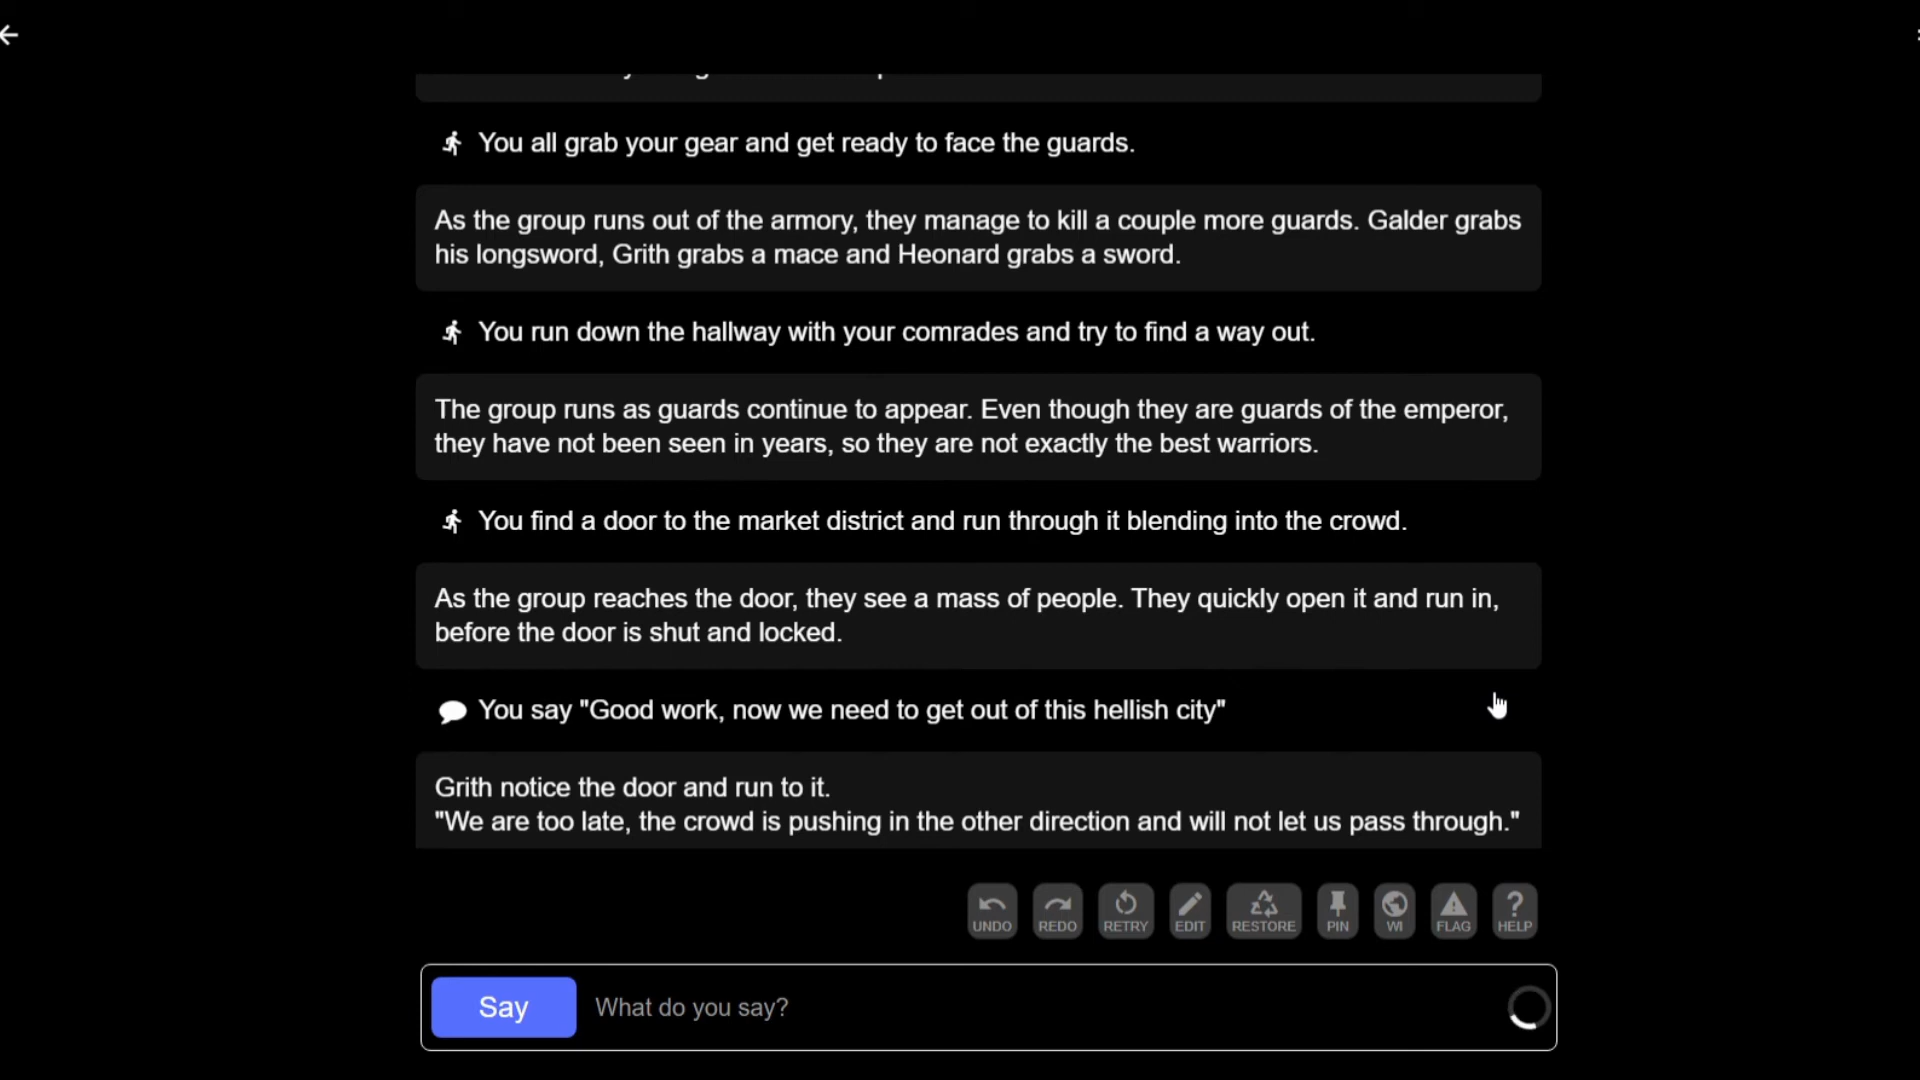 You all grab your gear and get ready to face the guards.
As the group runs out of the armory, they manage to kill a couple more guards. Galder grabs
his longsword, Grith grabs a mace and Heonard grabs a sword.
You run down the hallway with your comrades and try to find a way out.
The group runs as guards continue to appear. Even though they are guards of the emperor,
they have not been seen in years, so they are not exactly the best warriors.
You find a door to the market district and run through it blending into the crowd.
As the group reaches the door, they see a mass of people. They quickly open it and run in,
before the door is shut and locked.
You say "Good work, now we need to get out of this hellish city"
Grith notice the door and run to it.
"We are too late, the crowd is pushing in the other direction and will not let us pass through."
UNDO REDO RETRY EDIT RESTORE PIN WI FLAG HELP
Say What do you say?